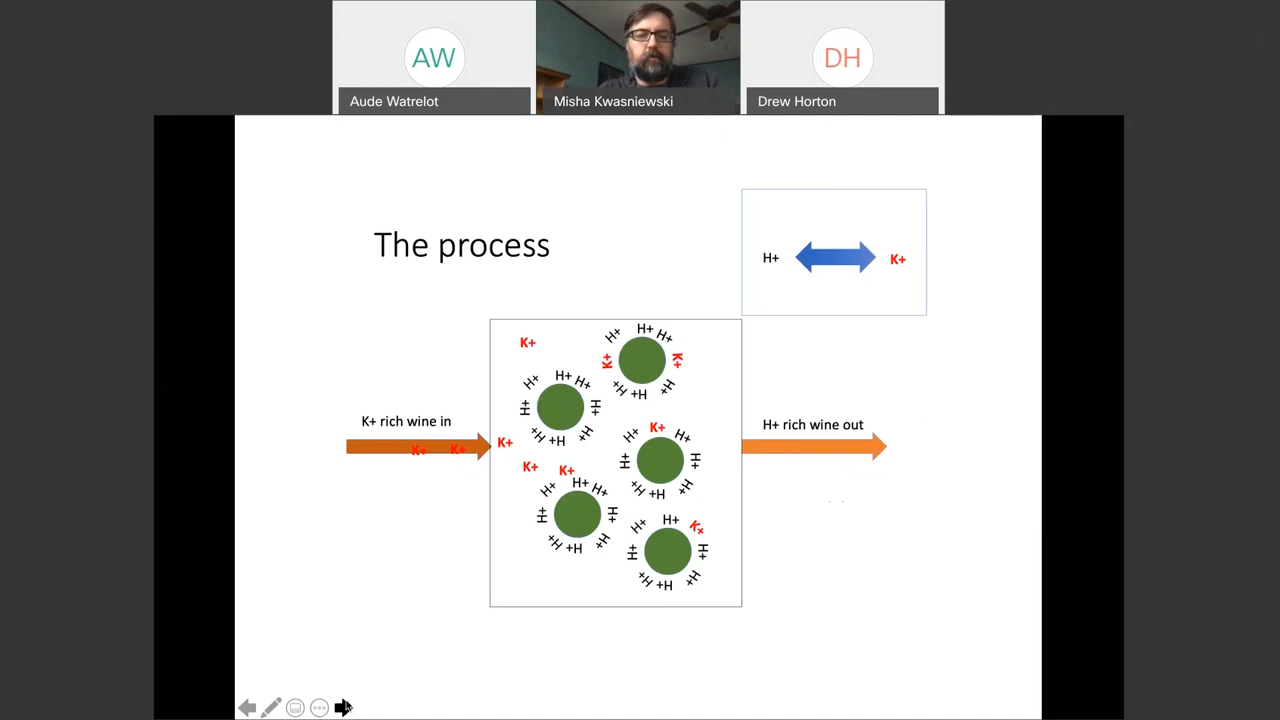 AW
DH
Aude Watrelot
Misha Kwasniewski
Drew Horton
The process
H+
K+
K+ rich wine in
K+ K+
H+ rich wine out
K+
K+
K+
K+
H+ H+ H+
K+ K+
H+ H+ H+
H+ H+ H+
H+ H+
H+ H+ H+
K+
H+ H+
H+ H+
H+ H+ H+
H+ H+ H+
H+ H+
H+ H+ H+
H+ H+ K+
H+ H+
H+ H+ H+